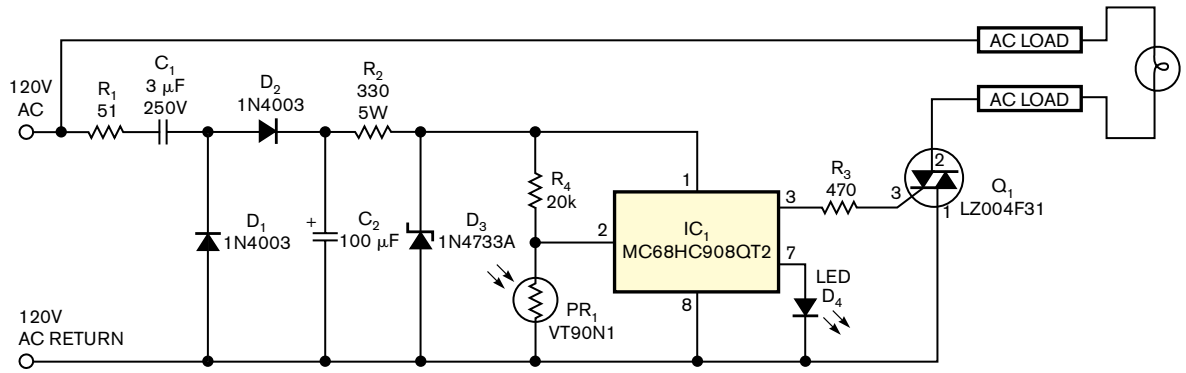 120V
AC
R1
51
C1
3 µF
250V
D2
1N4003
R2
330
5W
AC LOAD
AC LOAD
D1
1N4003
+
C2
100 µF
D3
1N4733A
R4
20k
PR1
VT90N1
1
2
IC1
MC68HC908QT2
3
7
8
R3
470
3
2
1
Q1
LZ004F31
LED
D4
120V
AC RETURN